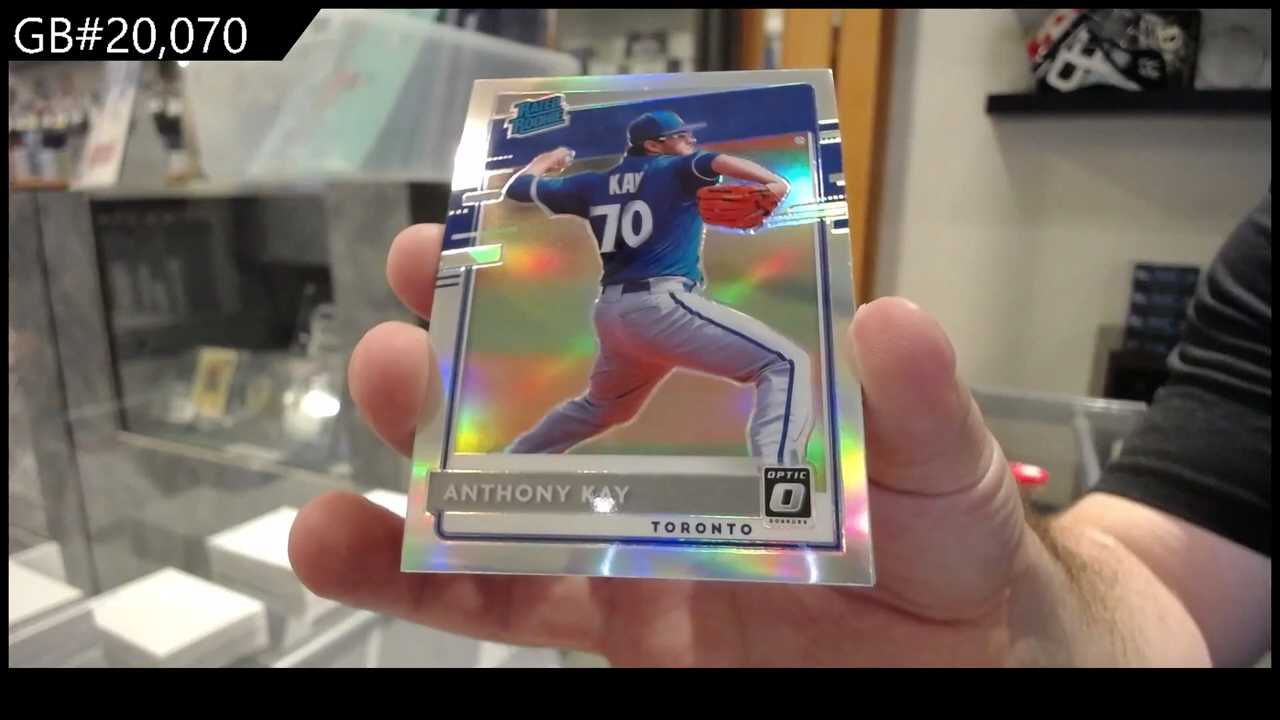 GB#20,070
RATED
ROOKIE
KAY
70
ANTHONY KAY
OPTIC
DONRUSS
TORONTO